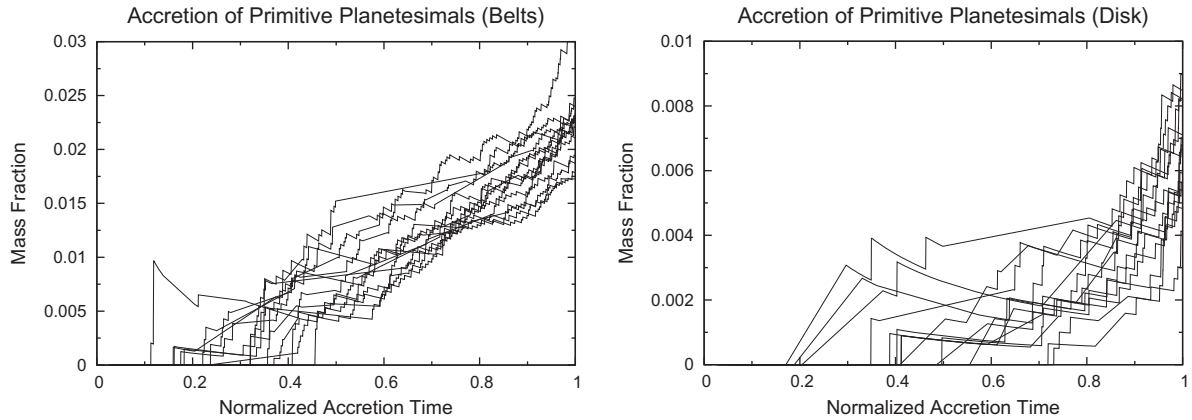 Accretion of Primitive Planetesimals (Belts)
0.03
0.025
0.02
0.015
0.01
0.005
0
Mass Fraction
0 0.2 0.4 0.6 0.8 1
Normalized Accretion Time
Accretion of Primitive Planetesimals (Disk)
0.01
0.008
0.006
0.004
0.002
0
Mass Fraction
0 0.2 0.4 0.6 0.8 1
Normalized Accretion Time